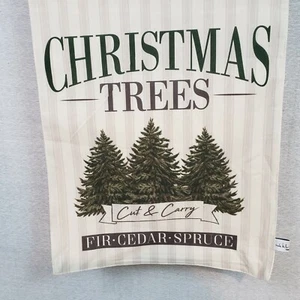 CHRISTMAS
TREES
Cut & Carry
FIR·CEDAR·SPRUCE